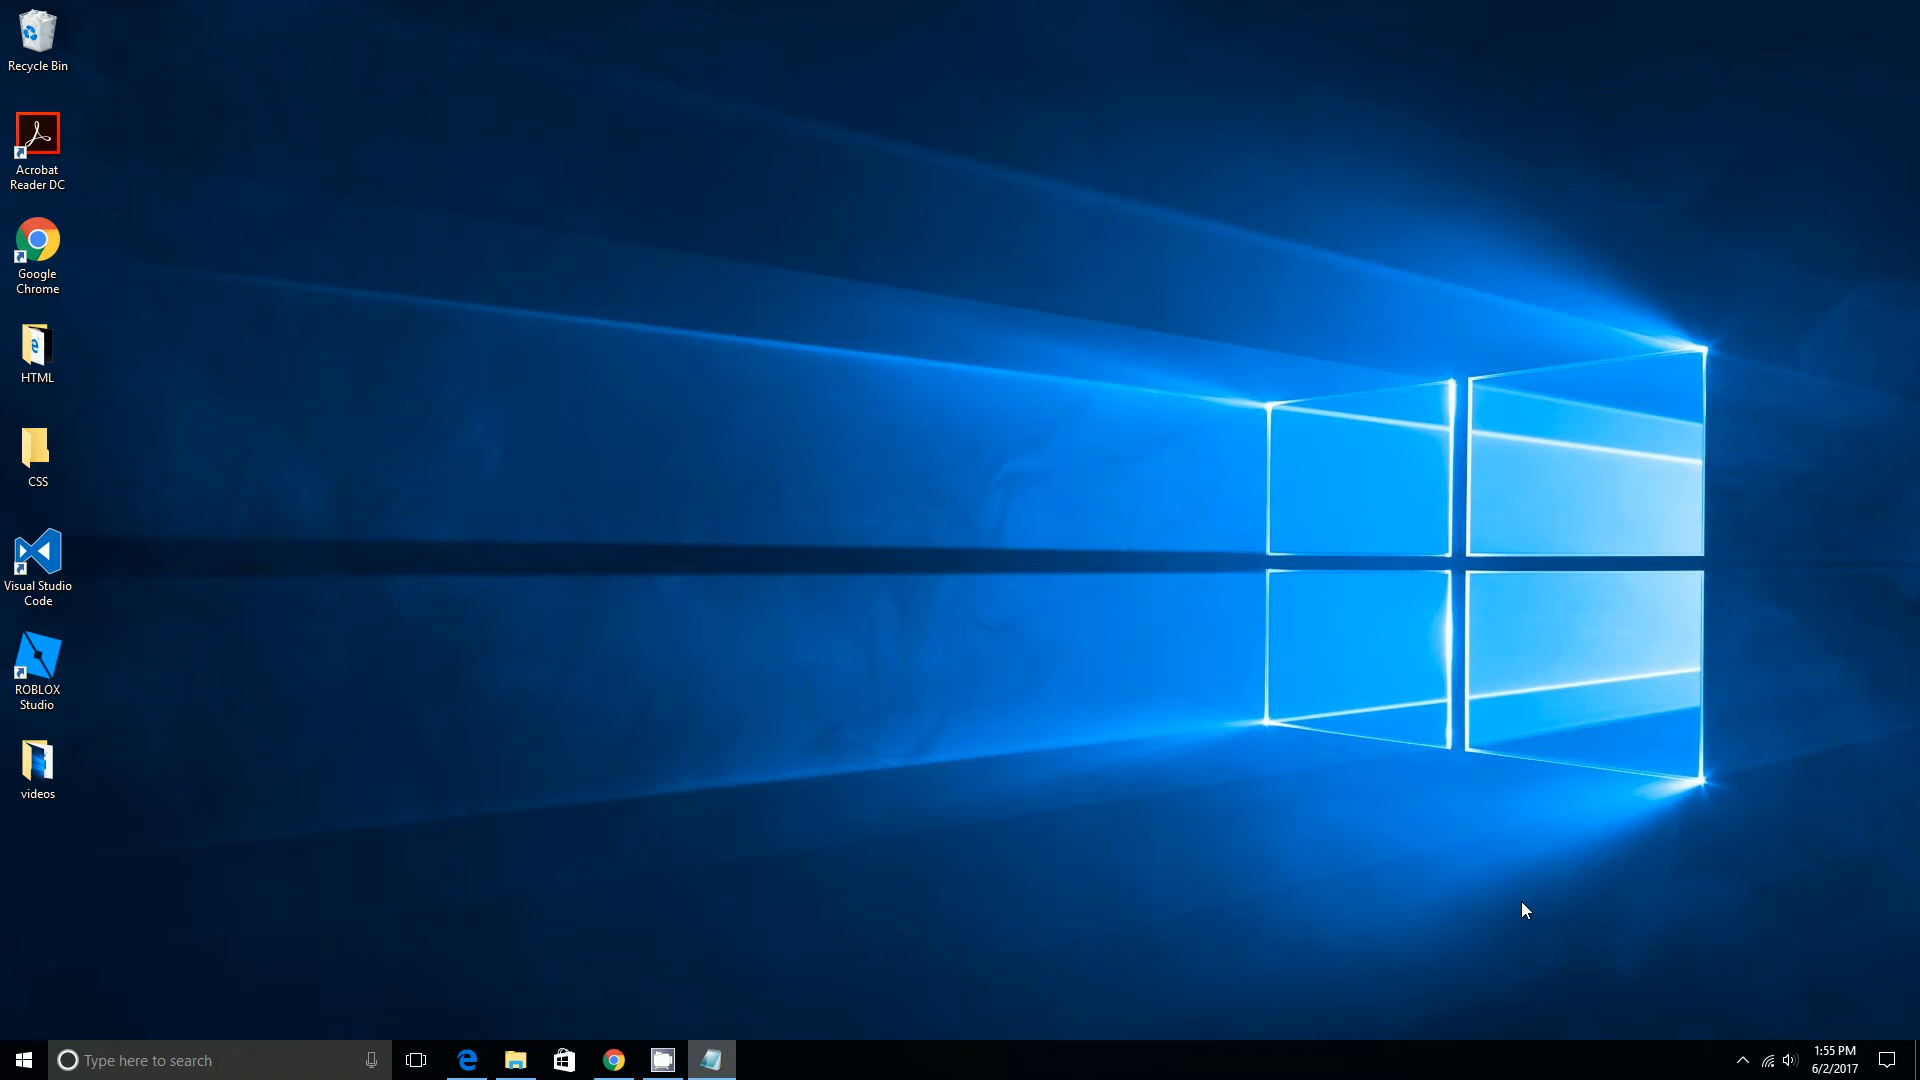 Recycle Bin
Acrobat
Reader DC
Google
Chrome
HTML
CSS
Visual Studio
Code
ROBLOX
Studio
videos
Type here to search
1:55 PM
6/2/2017